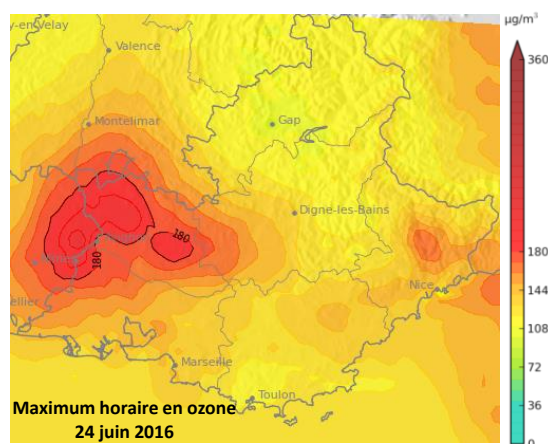 µg/m³
y-en-Velay
Valence
360
Montelimar
Gap
Digne-les-Bains
180
180
180
144
Nice
108
72
Marseille
36
Toulon
0
Maximum horaire en ozone
24 juin 2016